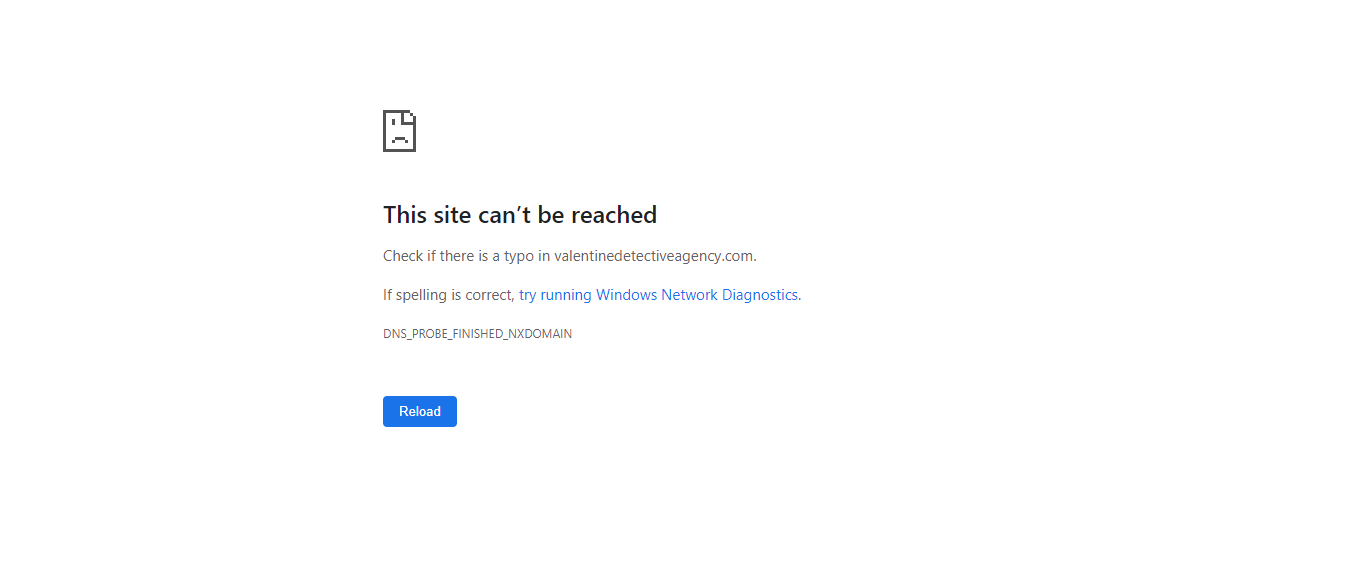 This site can’t be reached
Check if there is a typo in valentinedetectiveagency.com.
If spelling is correct, try running Windows Network Diagnostics.
DNS_PROBE_FINISHED_NXDOMAIN
Reload